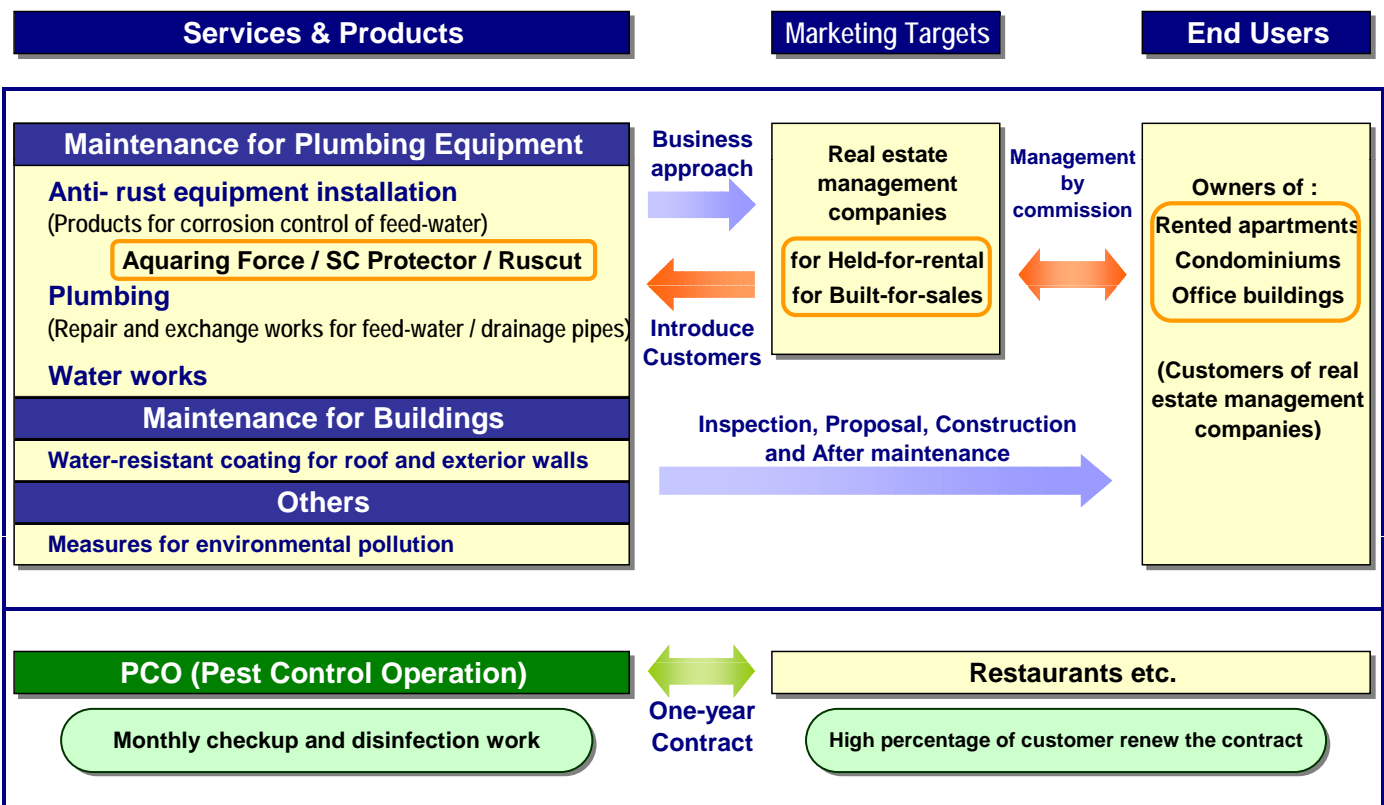 Services & Products
Marketing Targets
End Users
Maintenance for Plumbing Equipment
Anti- rust equipment installation
(Products for corrosion control of feed-water)
Aquaring Force / SC Protector / Ruscut
Plumbing
(Repair and exchange works for feed-water / drainage pipes)
Water works
Maintenance for Buildings
Water-resistant coating for roof and exterior walls
Others
Measures for environmental pollution
Business
approach
Introduce
Customers
Real estate
management
companies
for Held-for-rental
for Built-for-sales
Management
by
commission
Owners of :
Rented apartments
Condominiums
Office buildings
(Customers of real
estate management
companies)
Inspection, Proposal, Construction
and After maintenance
PCO (Pest Control Operation)
Monthly checkup and disinfection work
One-year
Contract
Restaurants etc.
High percentage of customer renew the contract